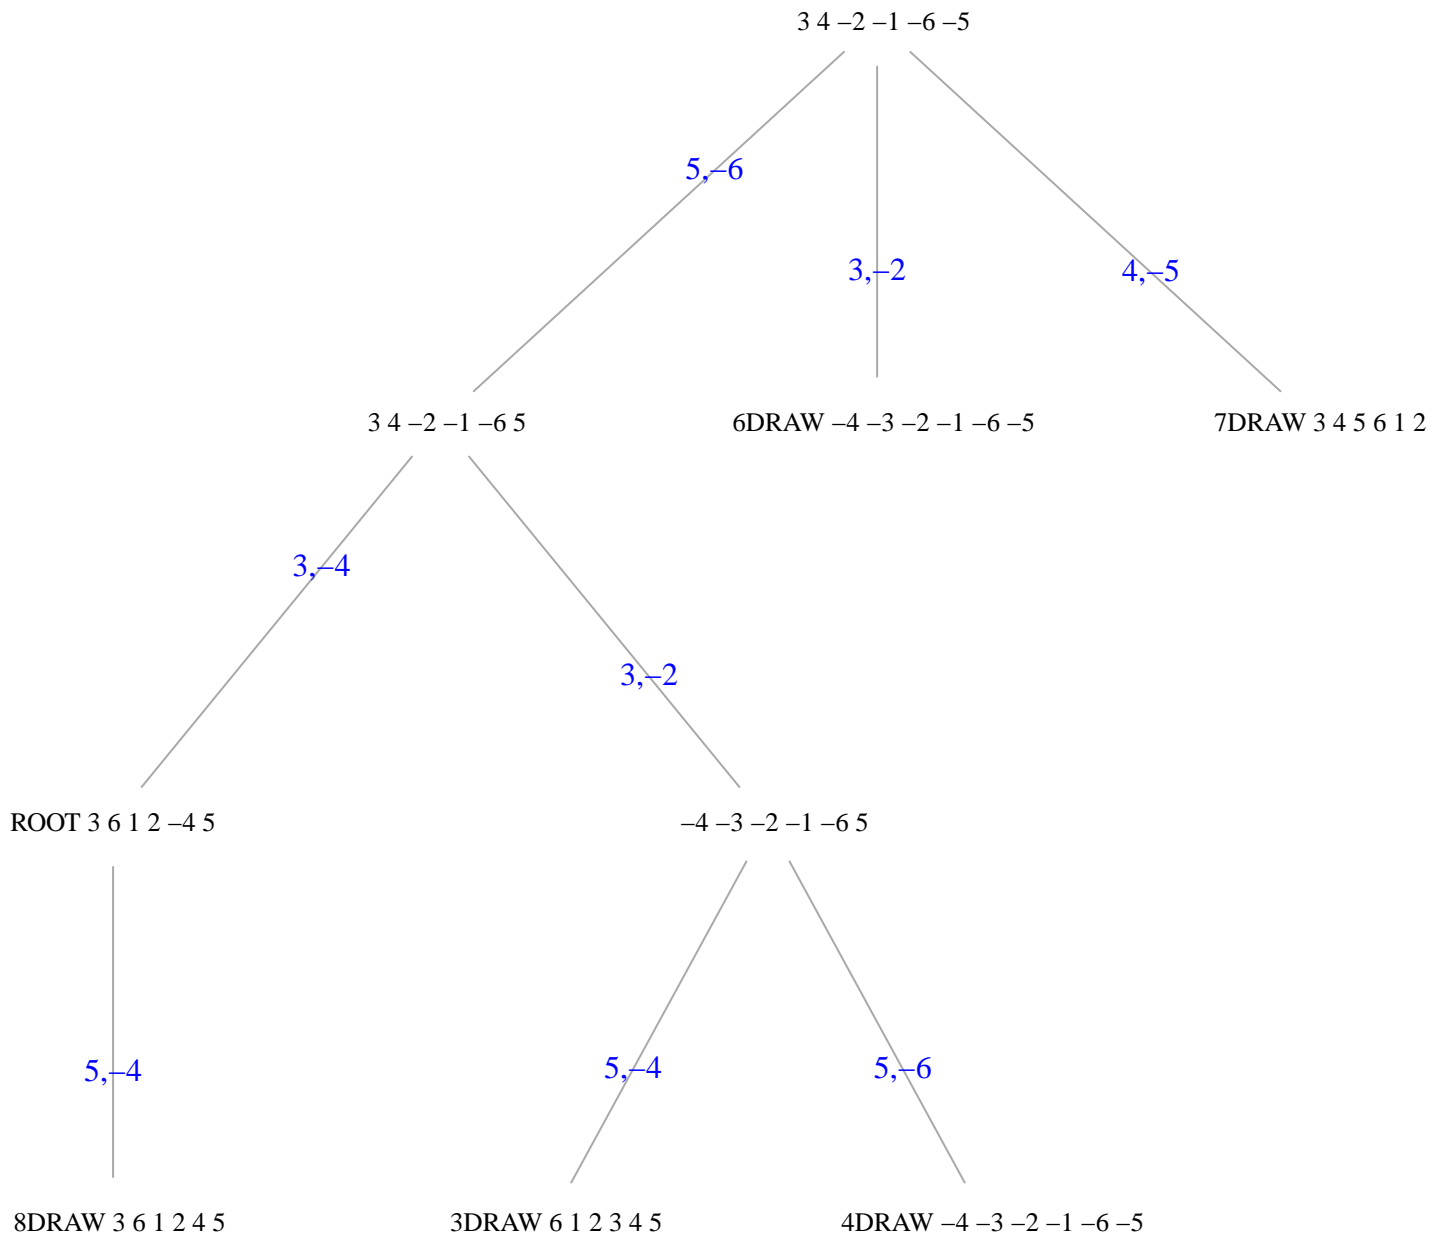 3 4 –2 –1 –6 –5
5,–6
3,–2
4,–5
3 4 –2 –1 –6 5
6DRAW –4 –3 –2 –1 –6 –5
7DRAW 3 4 5 6 1 2
3,–4
3,–2
ROOT 3 6 1 2 –4 5
–4 –3 –2 –1 –6 5
5,–4
5,–4
5,–6
8DRAW 3 6 1 2 4 5
3DRAW 6 1 2 3 4 5
4DRAW –4 –3 –2 –1 –6 –5